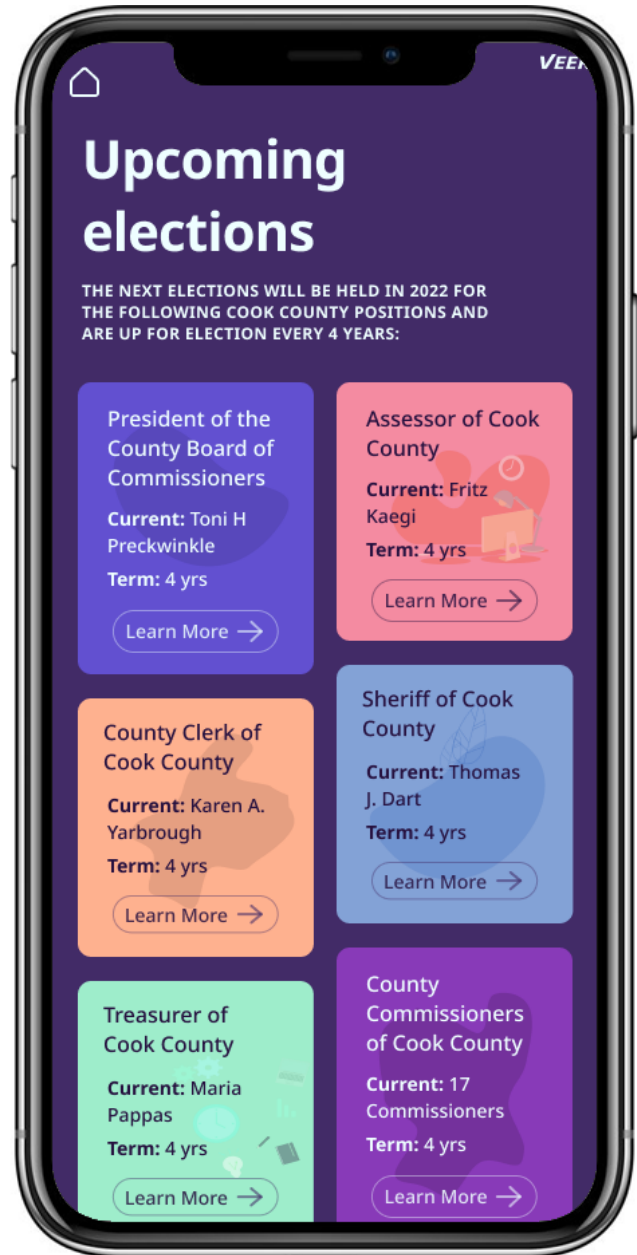 Upcoming
elections
THE NEXT ELECTIONS WILL BE HELD IN 2022 FOR
THE FOLLOWING COOK COUNTY POSITIONS AND
ARE UP FOR ELECTION EVERY 4 YEARS:
President of the
County Board of
Commissioners
Current: Toni H
Preckwinkle
Term: 4 yrs
Learn More
Assessor of Cook
County
Current: Fritz
Kaegi
Term: 4 yrs
Learn More
County Clerk of
Cook County
Current: Karen A.
Yarbrough
Term: 4 yrs
Learn More
Sheriff of Cook
County
Current: Thomas
J. Dart
Term: 4 yrs
Learn More
Treasurer of
Cook County
Current: Maria
Pappas
Term: 4 yrs
Learn More
County
Commissioners
of Cook County
Current: 17
Commissioners
Term: 4 yrs
Learn More